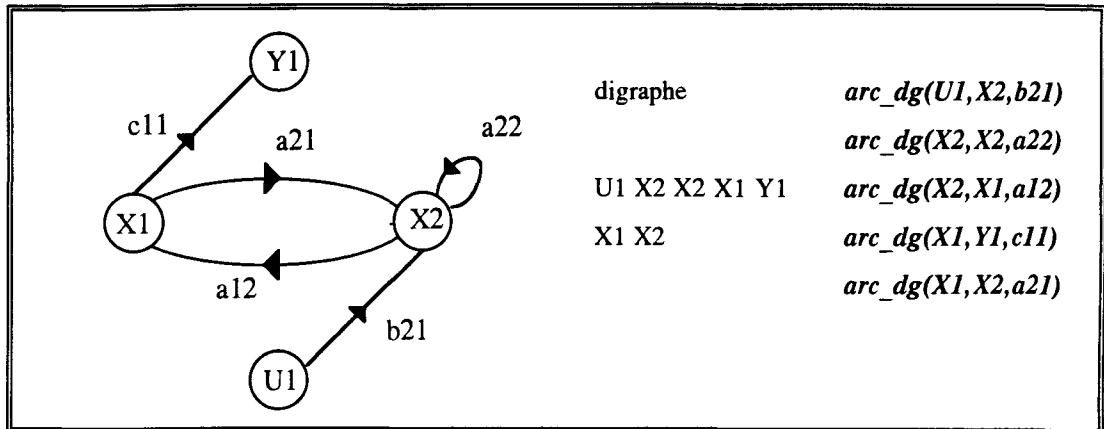 Y1
c11
a21
a22
X1
X2
a12
b21
U1
digraphe arc_dg(U1,X2,b21)
arc_dg(X2,X2,a22)
U1 X2 X2 X1 Y1 arc_dg(X2,X1,a12)
X1 X2 arc_dg(X1,Y1,c11)
arc_dg(X1,X2,a21)